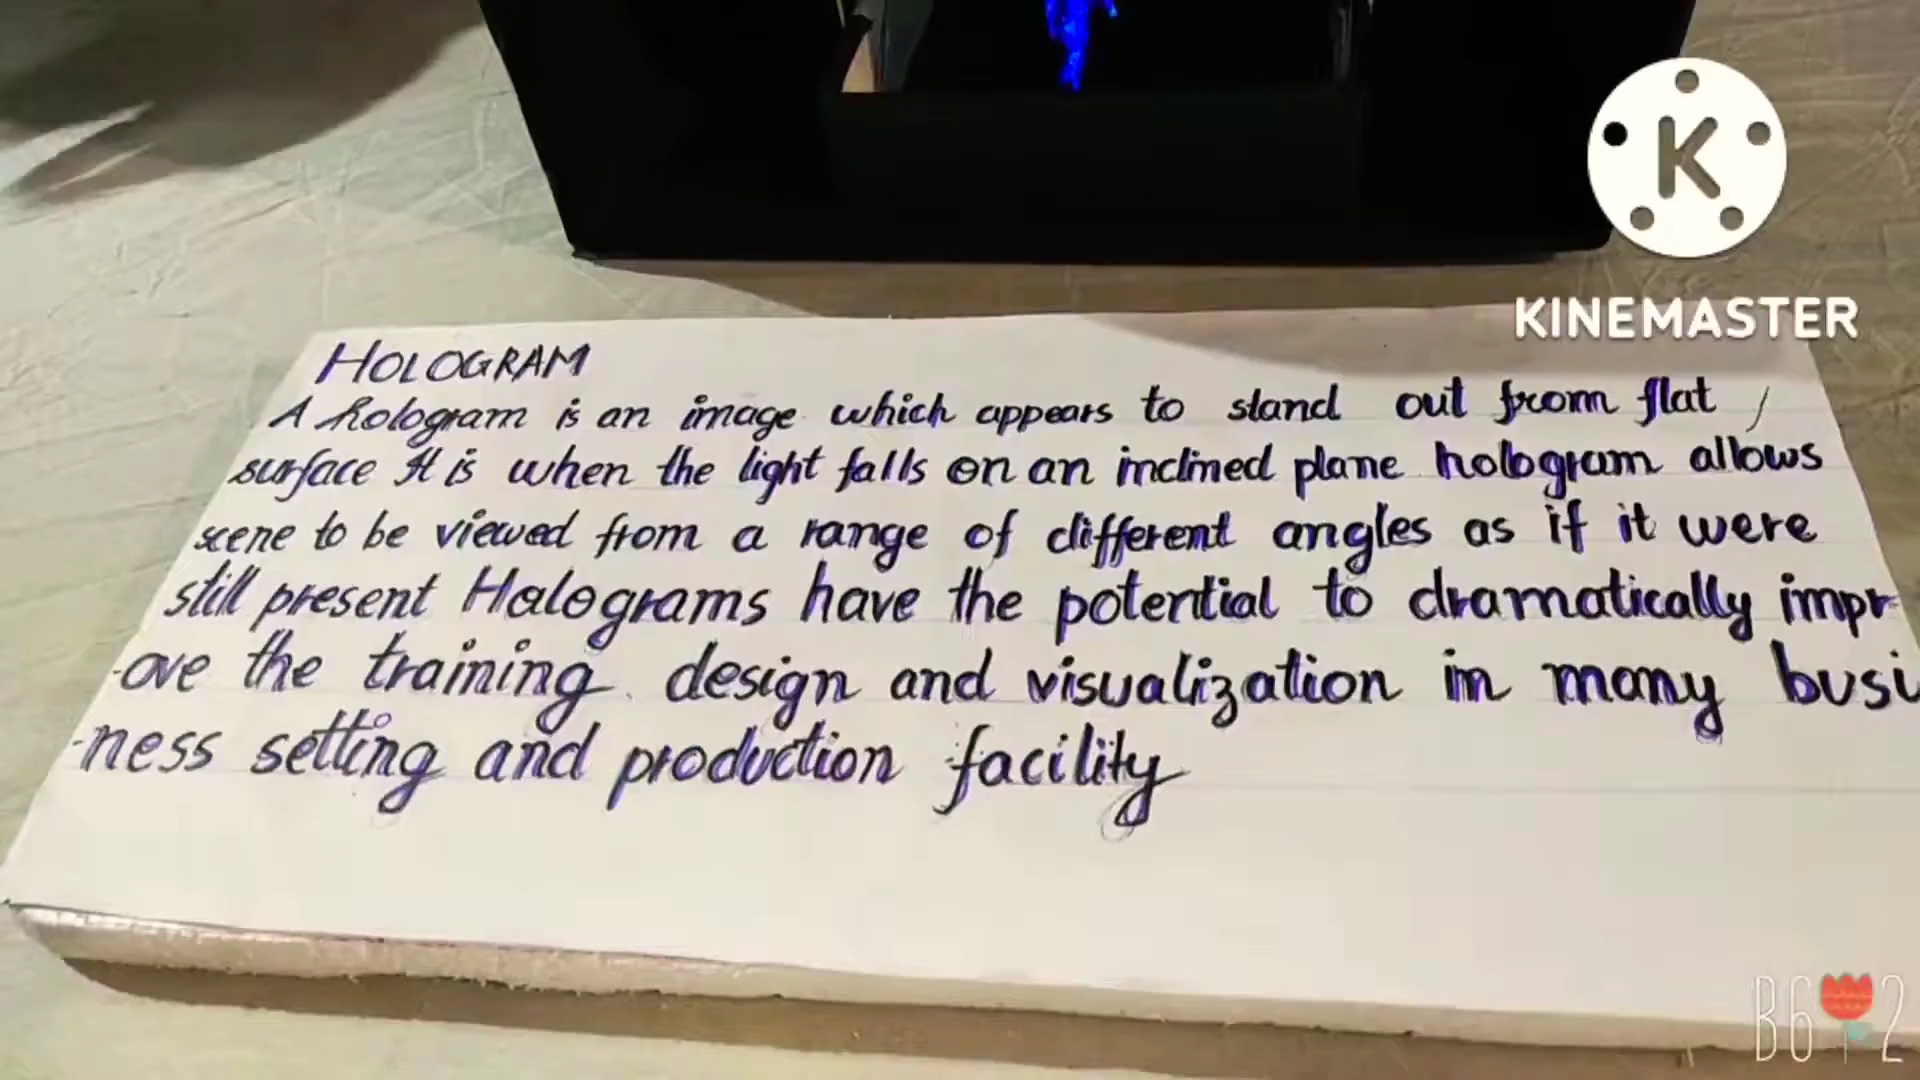 KINEMASTER
HOLOGRAM
A hologram is an image which appears to stand out from flat
surface It is when the light falls on an inclined plane hologram allows
scene to be viewed from a range of different angles as if it were
still present Holograms have the potential to dramatically impr-
-ove the training design and visualization in many busi
-ness setting and production facility
B612